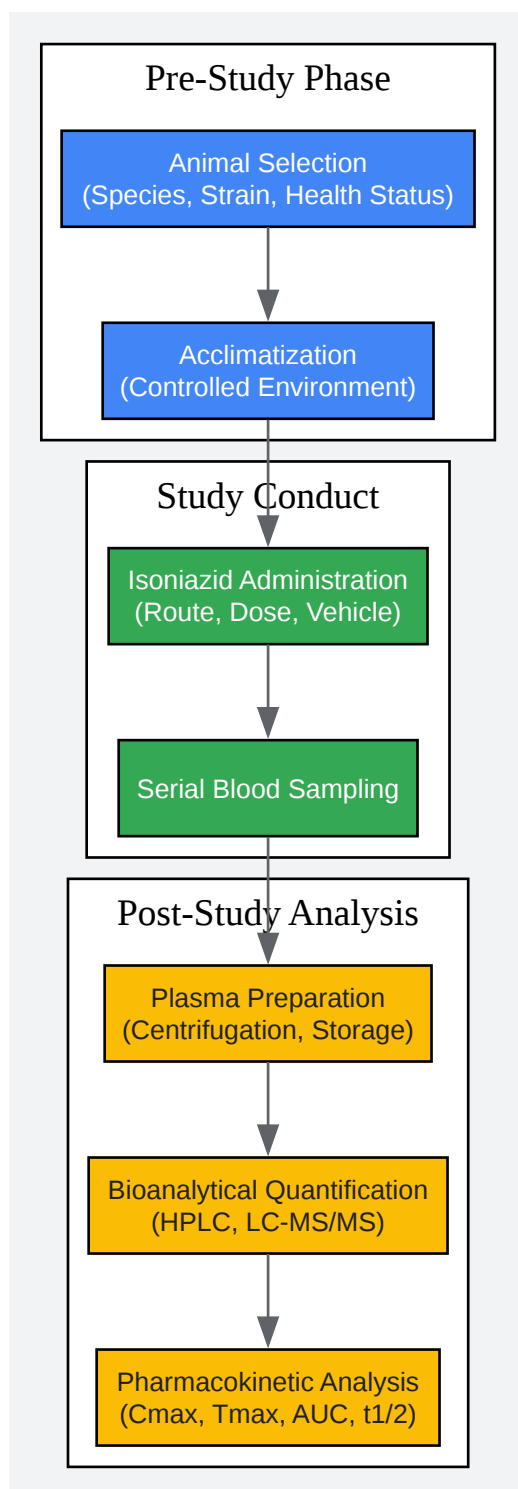 Pre-Study Phase
Animal Selection
(Species, Strain, Health Status)
Acclimatization
(Controlled Environment)
Study Conduct
Isoniazid Administration
(Route, Dose, Vehicle)
Serial Blood Sampling
Post-Study Analysis
Plasma Preparation
(Centrifugation, Storage)
Bioanalytical Quantification
(HPLC, LC-MS/MS)
Pharmacokinetic Analysis
(Cmax, Tmax, AUC, t1/2)